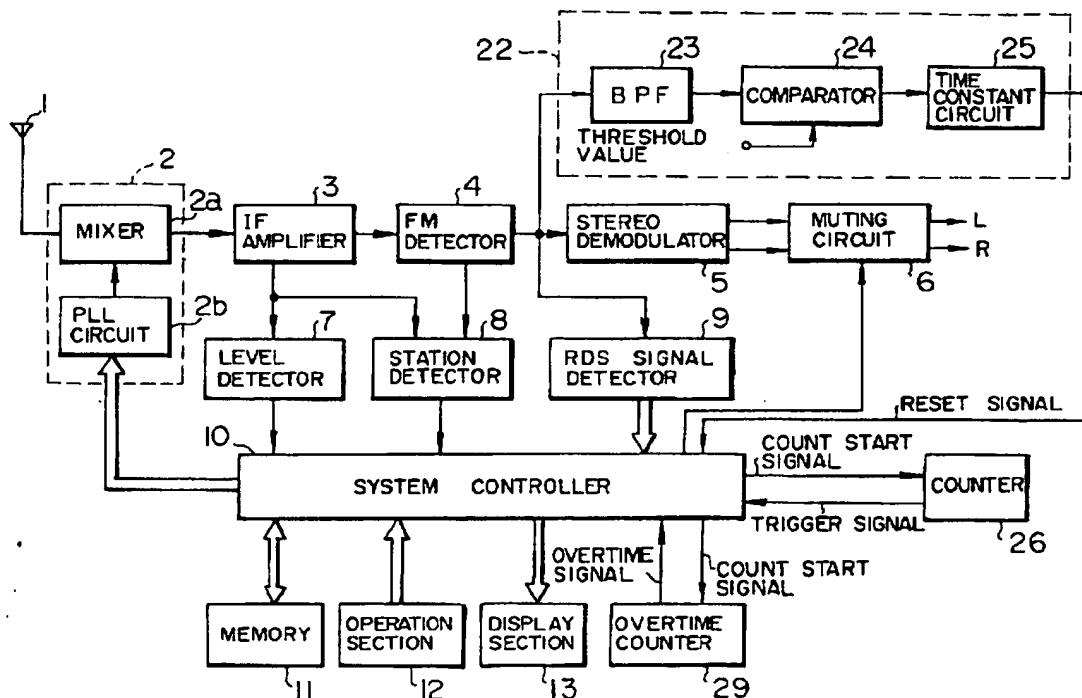 22
23
24
25
BPF
COMPARATOR
TIME
CONSTANT
CIRCUIT
THRESHOLD
VALUE
1
2
2a
3
4
MIXER
IF
AMPLIFIER
FM
DETECTOR
STEREO
DEMODULATOR
5
MUTING
CIRCUIT
6
L
R
PLL
CIRCUIT
2b
7
8
9
LEVEL
DETECTOR
STATION
DETECTOR
RDS SIGNAL
DETECTOR
RESET SIGNAL
10
COUNT START
SIGNAL
SYSTEM CONTROLLER
COUNTER
TRIGGER SIGNAL
26
OVERTIME
SIGNAL
COUNT START
SIGNAL
MEMORY
OPERATION
SECTION
DISPLAY
SECTION
OVERTIME
COUNTER
11
12
13
29